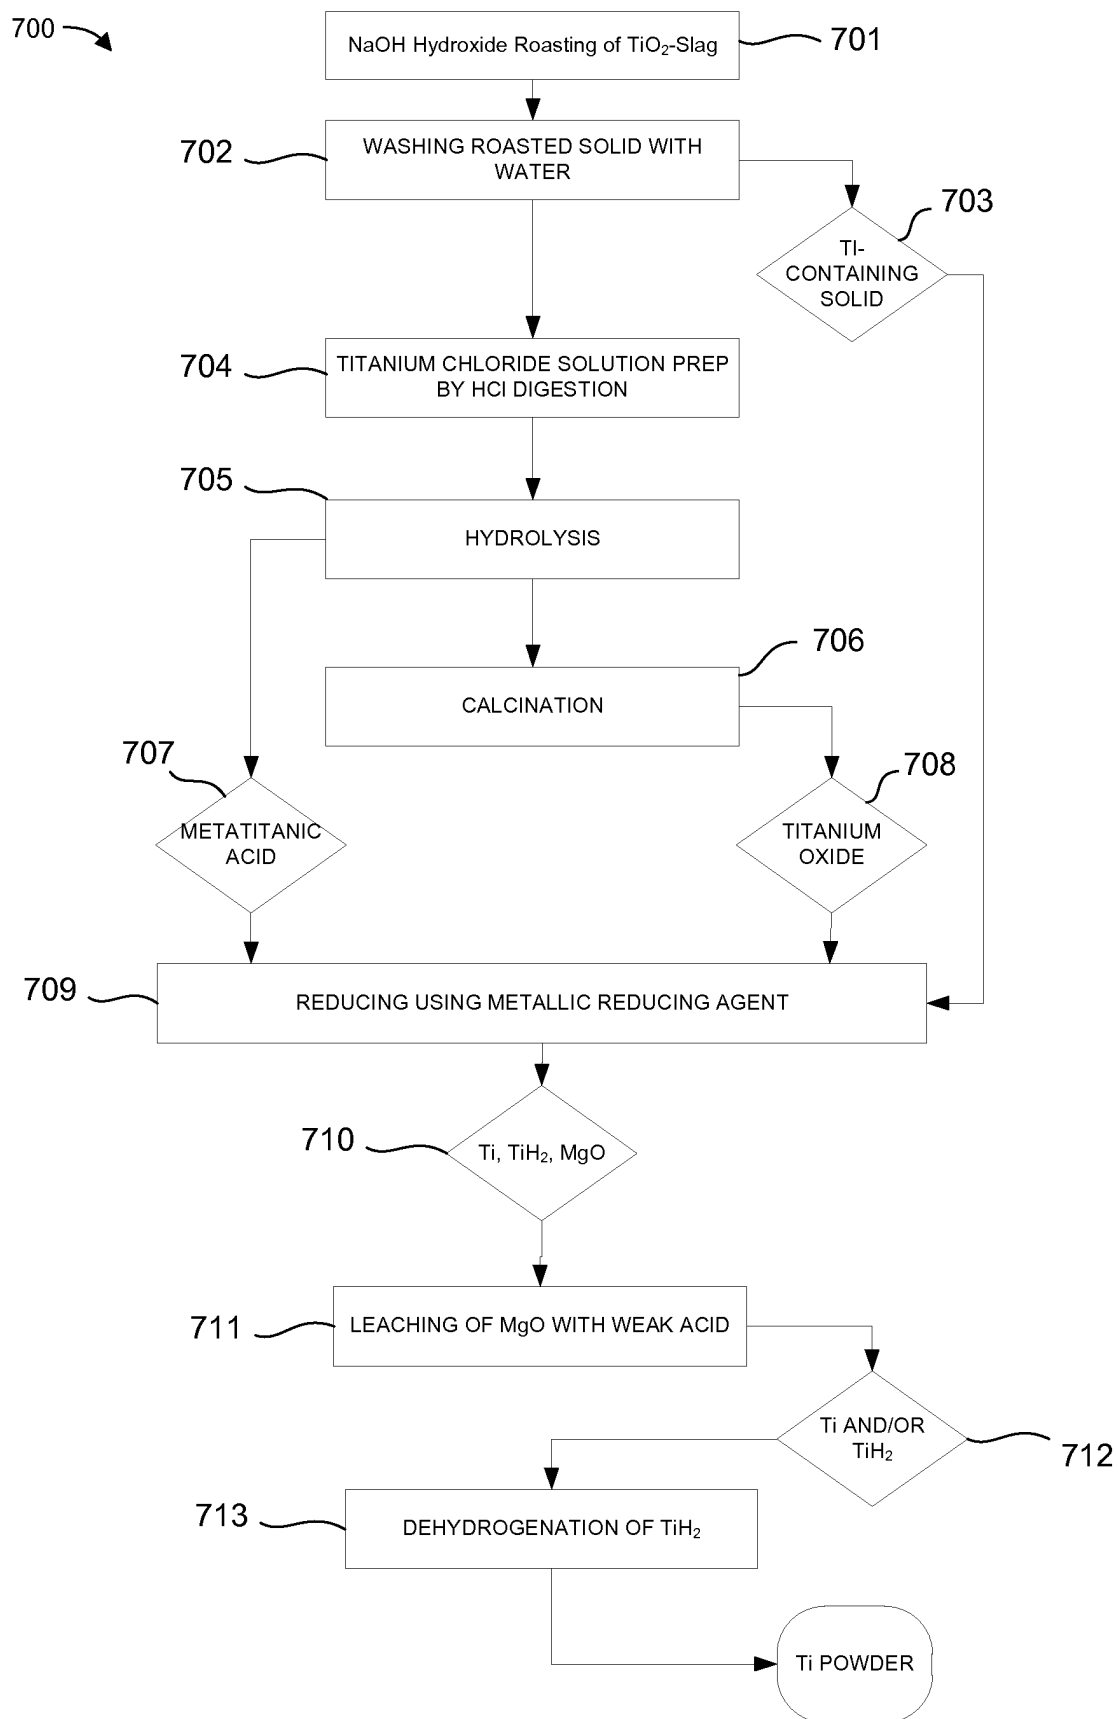 700
NaOH Hydroxide Roasting of TiO₂-Slag
701
702
WASHING ROASTED SOLID WITH
WATER
703
TI-
CONTAINING
SOLID
704
TITANIUM CHLORIDE SOLUTION PREP
BY HCl DIGESTION
705
HYDROLYSIS
706
CALCINATION
707
METATITANIC
ACID
708
TITANIUM
OXIDE
709
REDUCING USING METALLIC REDUCING AGENT
710
Ti, TiH₂, MgO
711
LEACHING OF MgO WITH WEAK ACID
Ti AND/OR
TiH₂
712
713
DEHYDROGENATION OF TiH₂
Ti POWDER